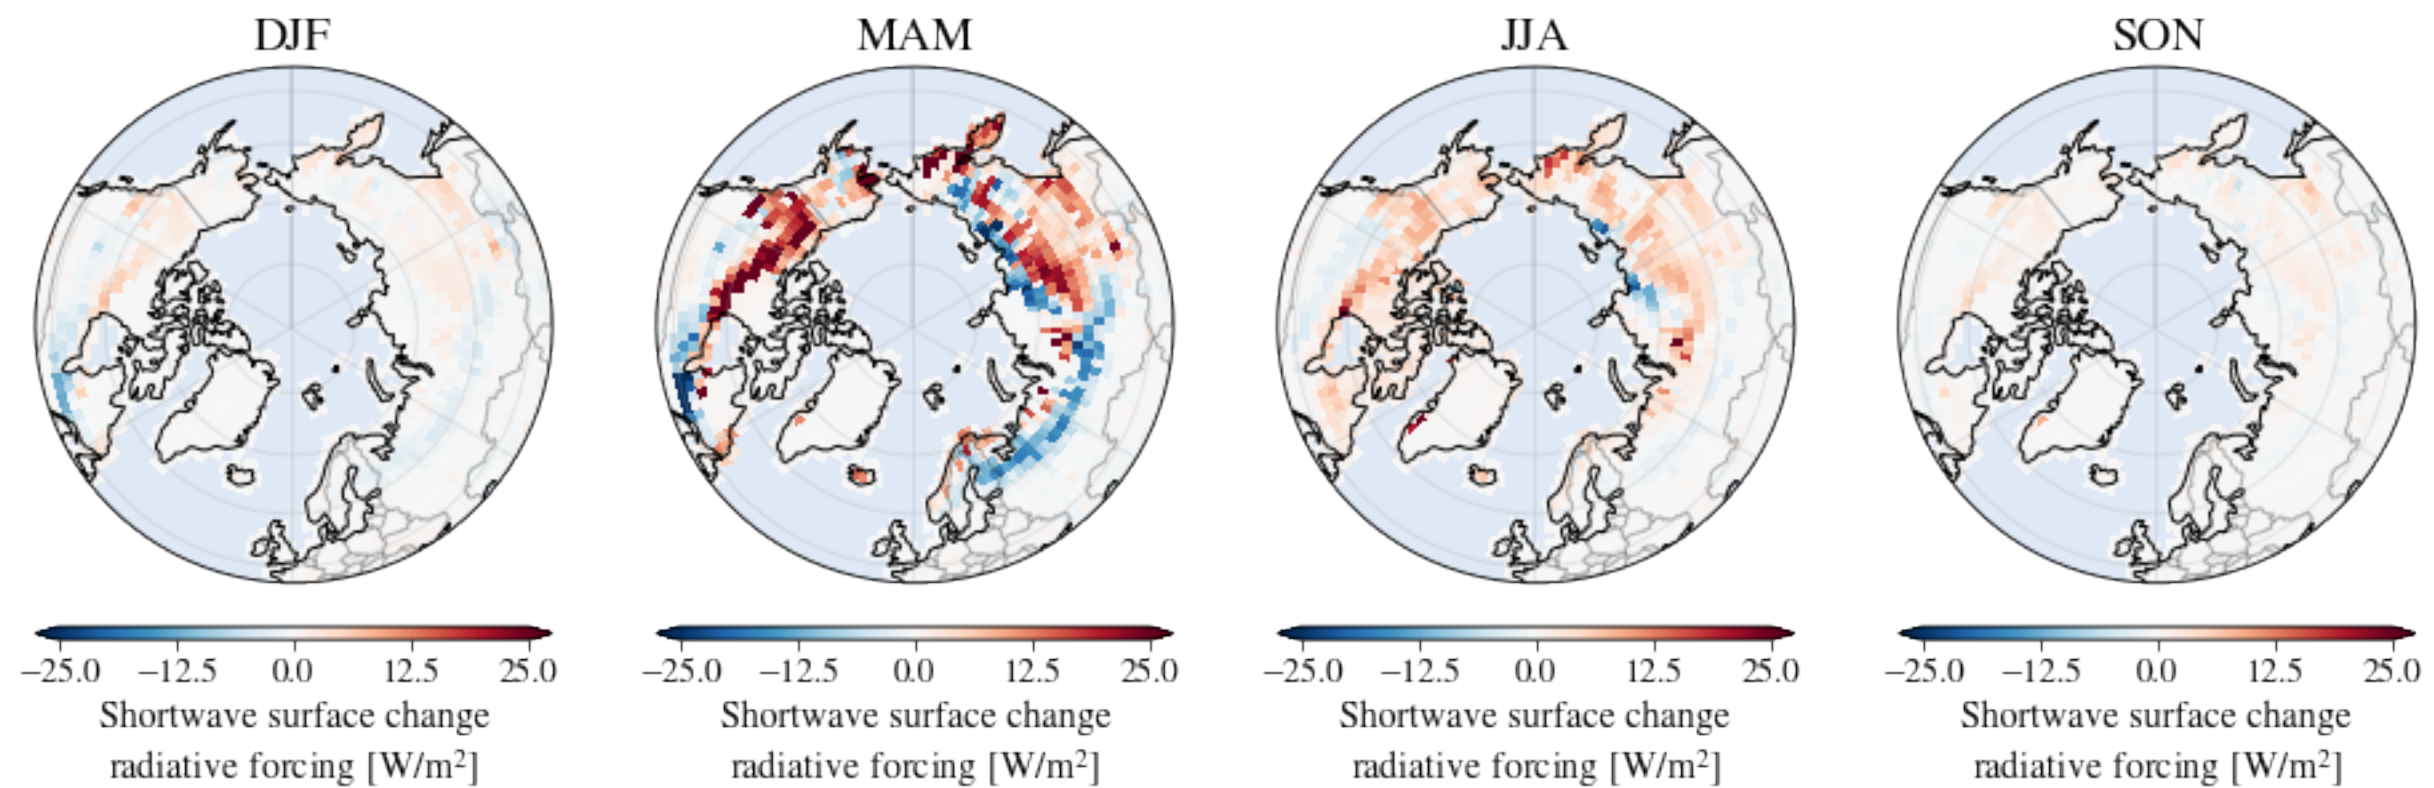 DJF MAM JJA SON
−25.0 −12.5 0.0 12.5 25.0 −25.0 −12.5 0.0 12.5 25.0 −25.0 −12.5 0.0 12.5 25.0 −25.0 −12.5 0.0 12.5 25.0
Shortwave surface change Shortwave surface change Shortwave surface change Shortwave surface change
radiative forcing [W/m²] radiative forcing [W/m²] radiative forcing [W/m²] radiative forcing [W/m²]